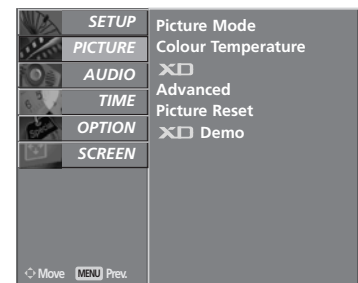 SETUP
PICTURE
AUDIO
TIME
OPTION
SCREEN
Move MENU Prev.
Picture Mode
Colour Temperature
XD
Advanced
Picture Reset
XD Demo